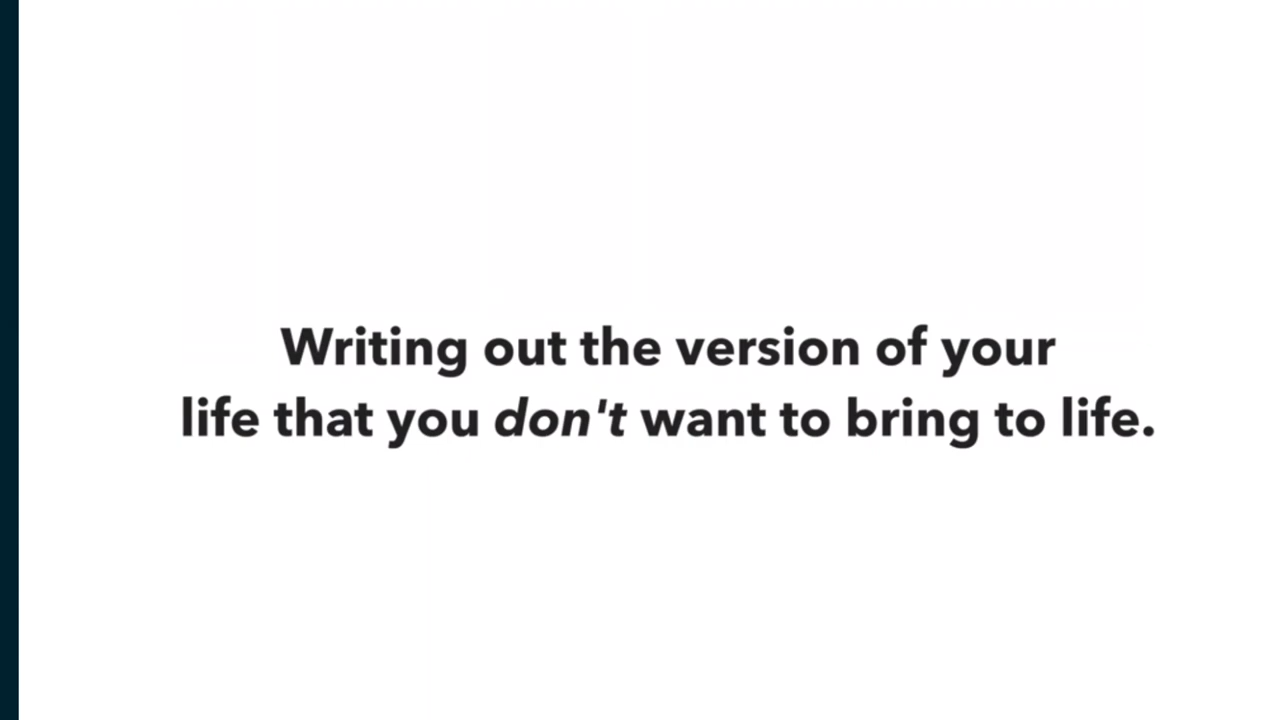 Writing out the version of your
life that you don't want to bring to life.